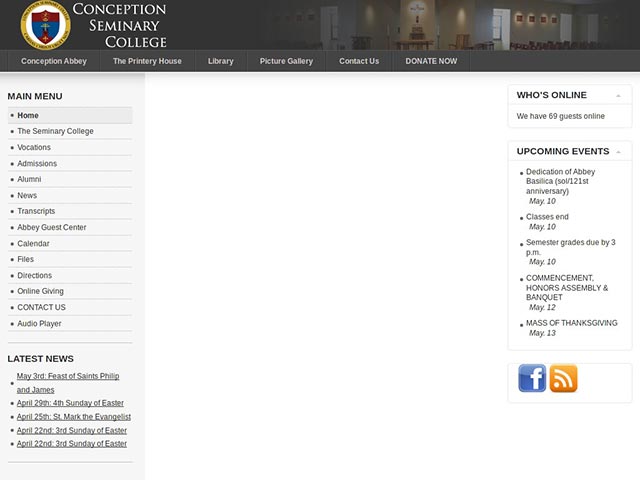 CONCEPTION
SEMINARY
COLLEGE
Conception Abbey
The Printery House
Library
Picture Gallery
Contact Us
DONATE NOW
MAIN MENU
Home
The Seminary College
Vocations
Admissions
Alumni
News
Transcripts
Abbey Guest Center
Calendar
Files
Directions
Online Giving
CONTACT US
Audio Player
LATEST NEWS
May 3rd: Feast of Saints Philip
and James
April 29th: 4th Sunday of Easter
April 25th: St. Mark the Evangelist
April 22nd: 3rd Sunday of Easter
April 22nd: 3rd Sunday of Easter
WHO'S ONLINE
We have 69 guests online
UPCOMING EVENTS
Dedication of Abbey
Basilica (sol/121st
anniversary)
May. 10
Classes end
May. 10
Semester grades due by 3
p.m.
May. 10
COMMENCEMENT,
HONORS ASSEMBLY &
BANQUET
May. 12
MASS OF THANKSGIVING
May. 13